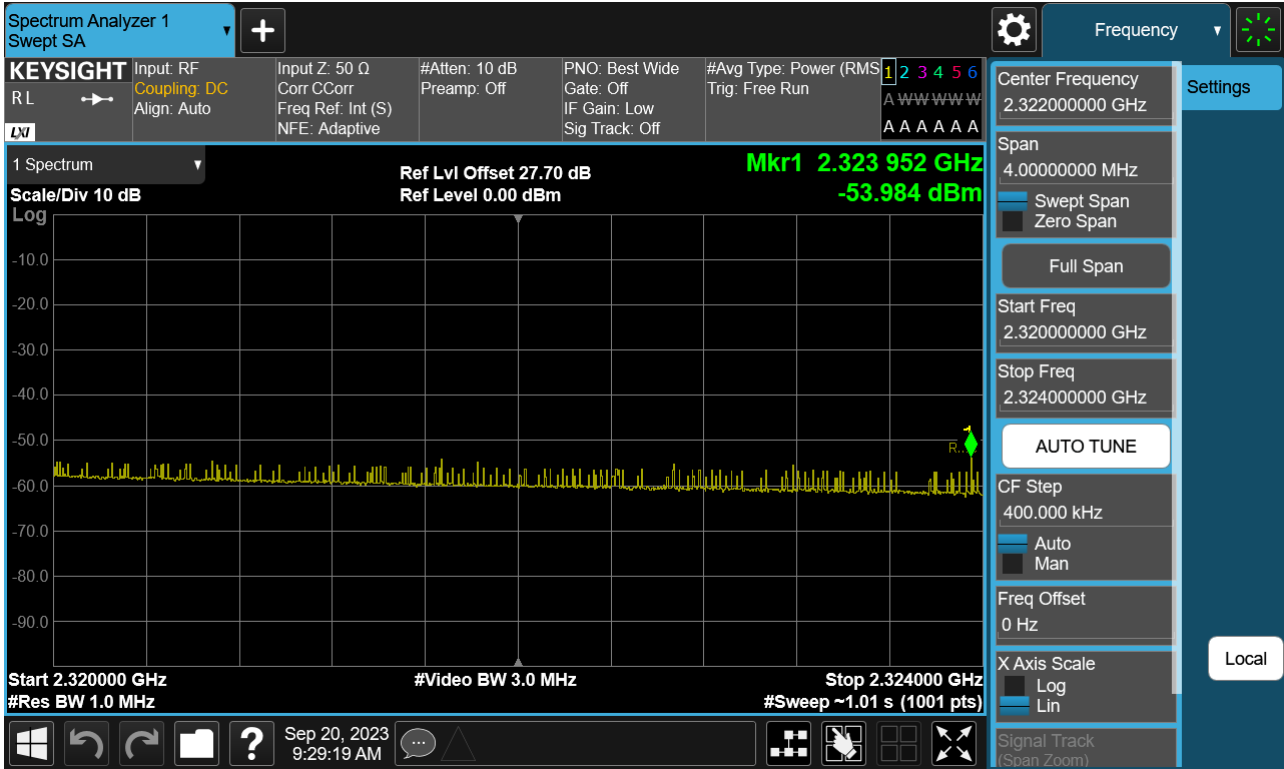 Spectrum Analyzer 1
Swept SA
Frequency
KEYSIGHT
R L
LXI
Input: RF
Coupling: DC
Align: Auto
Input Z: 50 Ω
Corr CCorr
Freq Ref: Int (S)
NFE: Adaptive
#Atten: 10 dB
Preamp: Off
PNO: Best Wide
Gate: Off
IF Gain: Low
Sig Track: Off
#Avg Type: Power (RMS
Trig: Free Run
1 2 3 4 5 6
A W W W W W
A A A A A A
1 Spectrum
Scale/Div 10 dB
Log
Ref Lvl Offset 27.70 dB
Ref Level 0.00 dBm
Mkr1 2.323 952 GHz
-53.984 dBm
-10.0
-20.0
-30.0
-40.0
-50.0
-60.0
-70.0
-80.0
-90.0
1
R..
Start 2.320000 GHz
#Res BW 1.0 MHz
#Video BW 3.0 MHz
Stop 2.324000 GHz
#Sweep ~1.01 s (1001 pts)
Sep 20, 2023
9:29:19 AM
Center Frequency
2.322000000 GHz
Span
4.00000000 MHz
Swept Span
Zero Span
Full Span
Start Freq
2.320000000 GHz
Stop Freq
2.324000000 GHz
AUTO TUNE
CF Step
400.000 kHz
Auto
Man
Freq Offset
0 Hz
X Axis Scale
Log
Lin
Signal Track
(Span Zoom)
Settings
Local